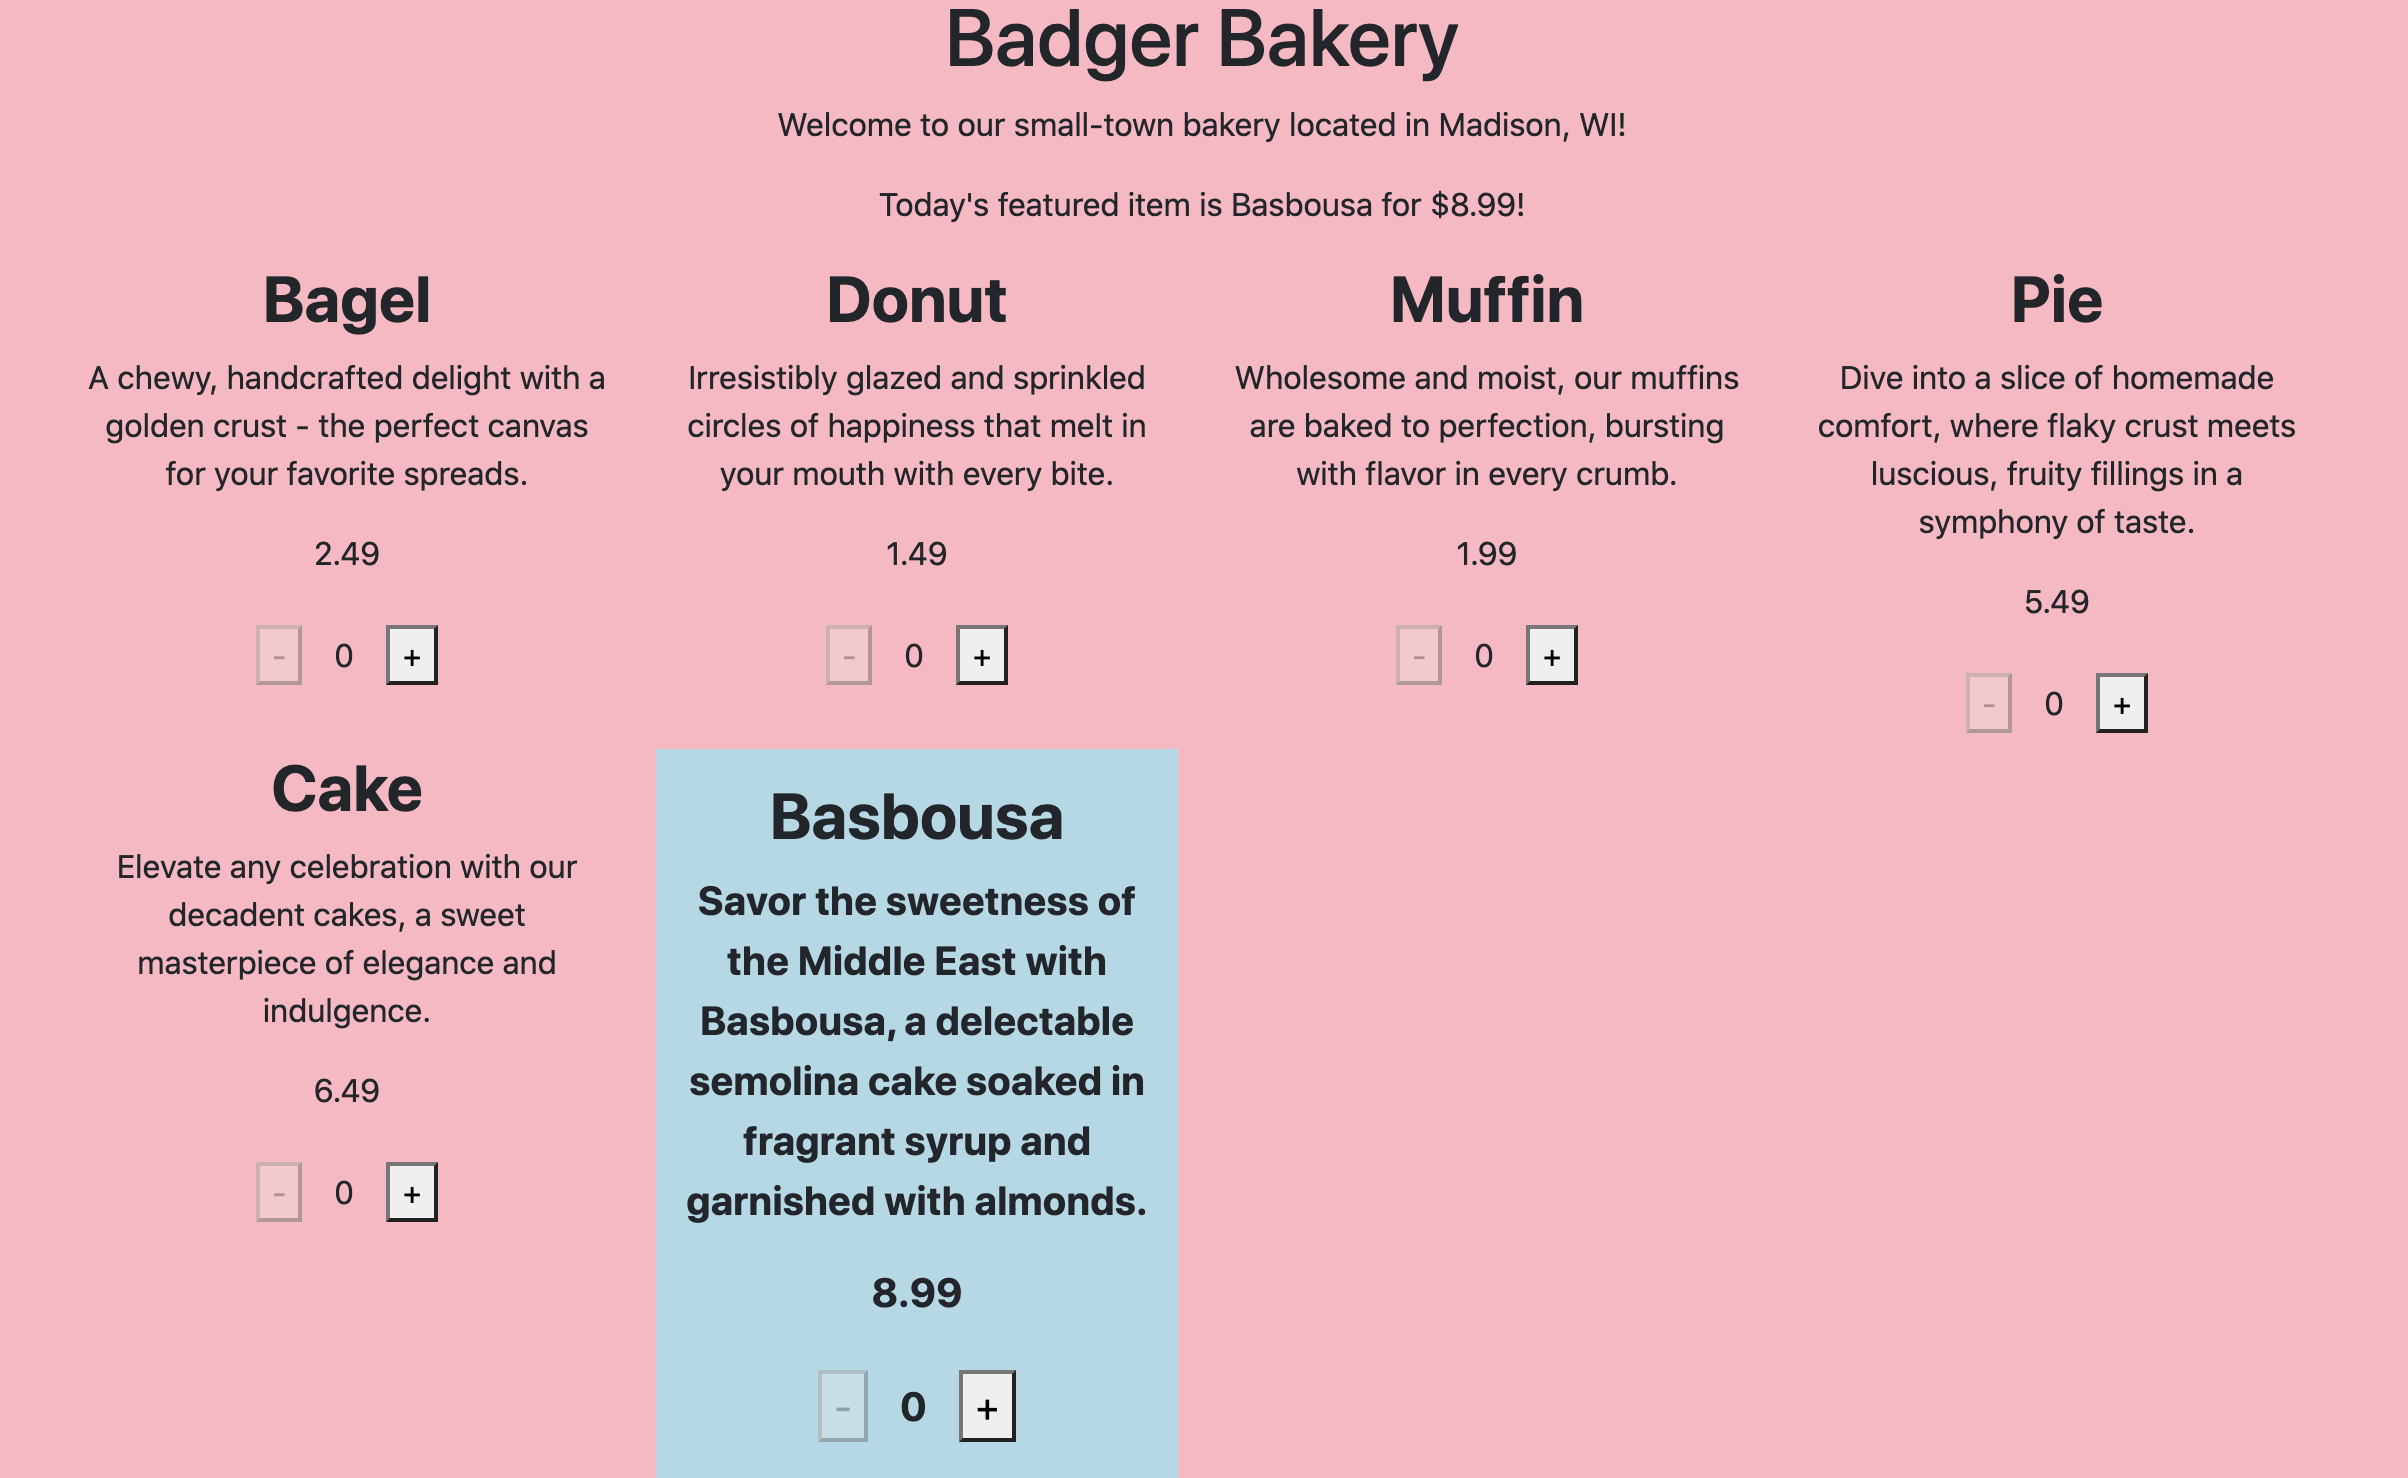 Badger Bakery
Welcome to our small-town bakery located in Madison, WI!
Today's featured item is Basbousa for $8.99!
Bagel
A chewy, handcrafted delight with a
golden crust - the perfect canvas
for your favorite spreads.
2.49
- 0 +
Donut
Irresistibly glazed and sprinkled
circles of happiness that melt in
your mouth with every bite.
1.49
- 0 +
Muffin
Wholesome and moist, our muffins
are baked to perfection, bursting
with flavor in every crumb.
1.99
- 0 +
Pie
Dive into a slice of homemade
comfort, where flaky crust meets
luscious, fruity fillings in a
symphony of taste.
5.49
- 0 +
Cake
Elevate any celebration with our
decadent cakes, a sweet
masterpiece of elegance and
indulgence.
6.49
- 0 +
Basbousa
Savor the sweetness of
the Middle East with
Basbousa, a delectable
semolina cake soaked in
fragrant syrup and
garnished with almonds.
8.99
- 0 +